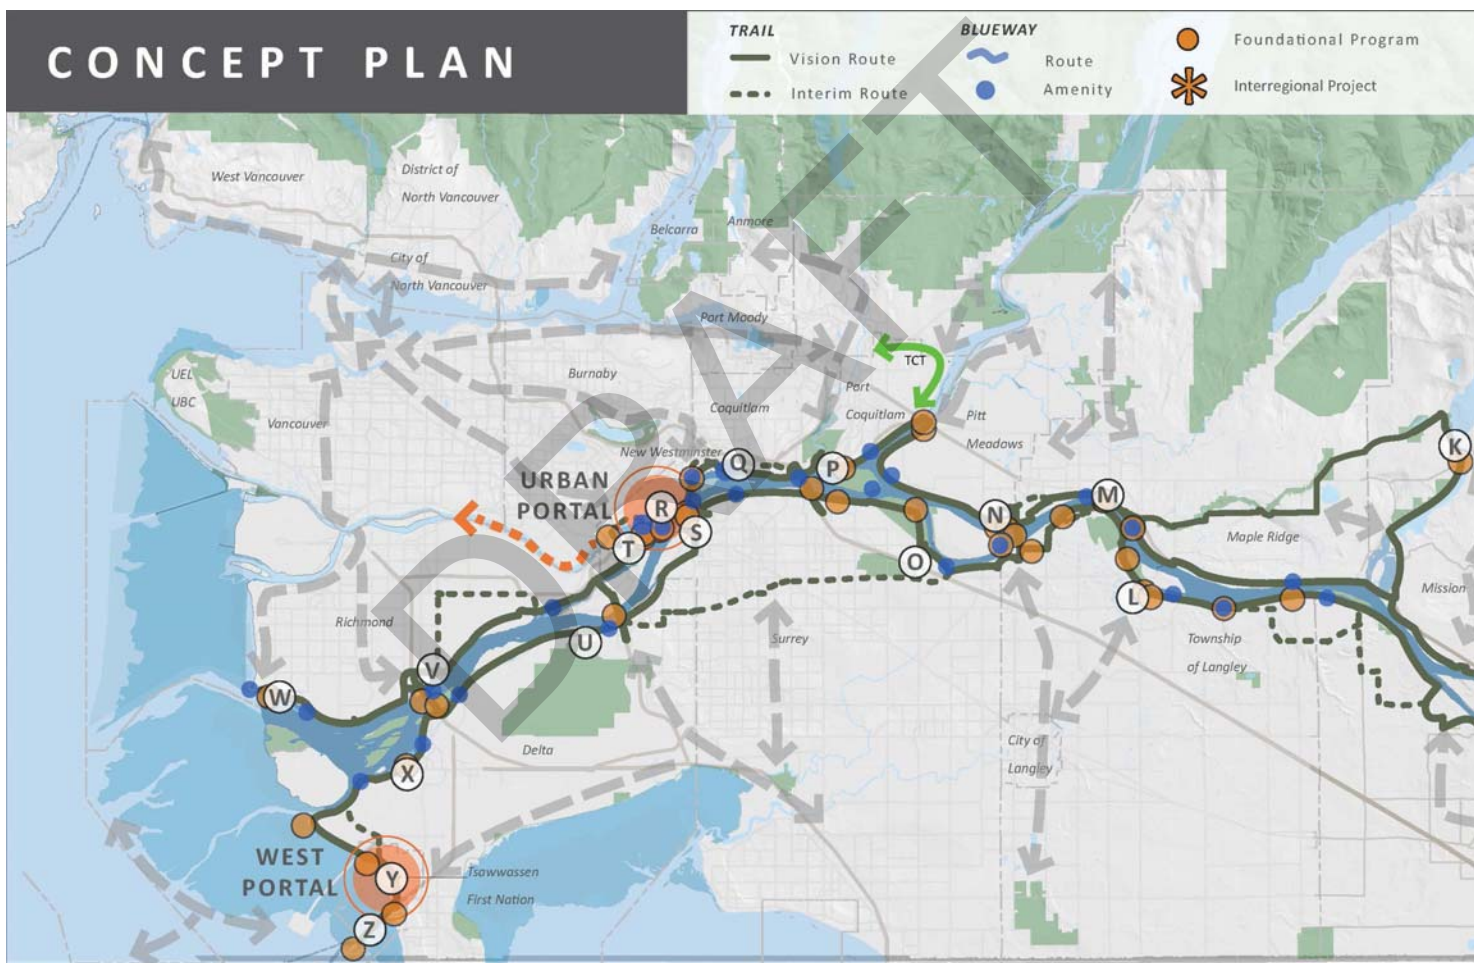 CONCEPT PLAN
TRAIL
Vision Route
Interim Route
BLUEWAY
Route
Amenity
Foundational Program
Interregional Project
DRAFT
West Vancouver
District of
North Vancouver
City of
North Vancouver
Belcarra
Anmore
Port Moody
TCT
UEL
UBC
Vancouver
Burnaby
Coquitlam
Port
Coquitlam
Pitt
Meadows
New Westminster
URBAN
PORTAL
K
Q
P
M
R
N
S
T
O
Maple Ridge
L
Mission
Richmond
U
Surrey
Township
of Langley
V
W
X
Delta
City of
Langley
WEST
PORTAL
Y
Tsawwassen
First Nation
Z